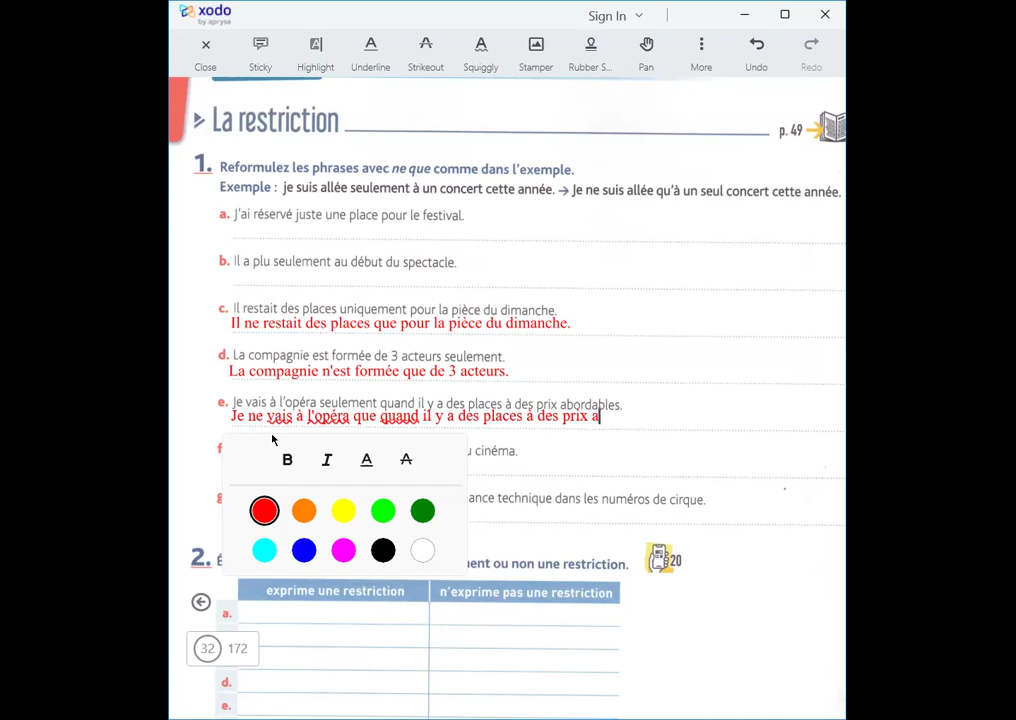 xodo
by apryse
Sign In
Close
Sticky
Highlight
Underline
Strikeout
Squiggly
Stamper
Rubber S...
Pan
More
Undo
Redo
La restriction
p. 49
1. Reformulez les phrases avec ne que comme dans l'exemple.
Exemple : je suis allée seulement à un concert cette année. → Je ne suis allée qu'à un seul concert cette année.
a. J'ai réservé juste une place pour le festival.
b. Il a plu seulement au début du spectacle.
c. Il restait des places uniquement pour la pièce du dimanche.
Il ne restait des places que pour la pièce du dimanche.
d. La compagnie est formée de 3 acteurs seulement.
La compagnie n'est formée que de 3 acteurs.
e. Je vais à l'opéra seulement quand il y a des places à des prix abordables.
Je ne vais à l'opéra que quand il y a des places à des prix a
f
u cinéma.
B I A A
g
ance technique dans les numéros de cirque.
2. É
ment ou non une restriction.
20
exprime une restriction
n'exprime pas une restriction
a.
32 172
d.
e.